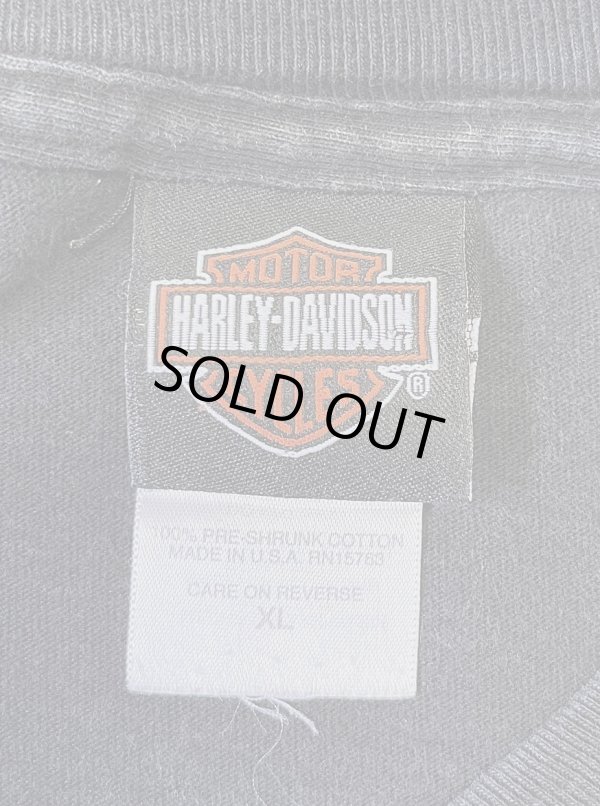 MOTOR
HARLEY-DAVIDSON
CYCLES
®
SOLD OUT
100% PRE-SHRUNK COTTON
MADE IN U.S.A. RN15763
CARE ON REVERSE
XL